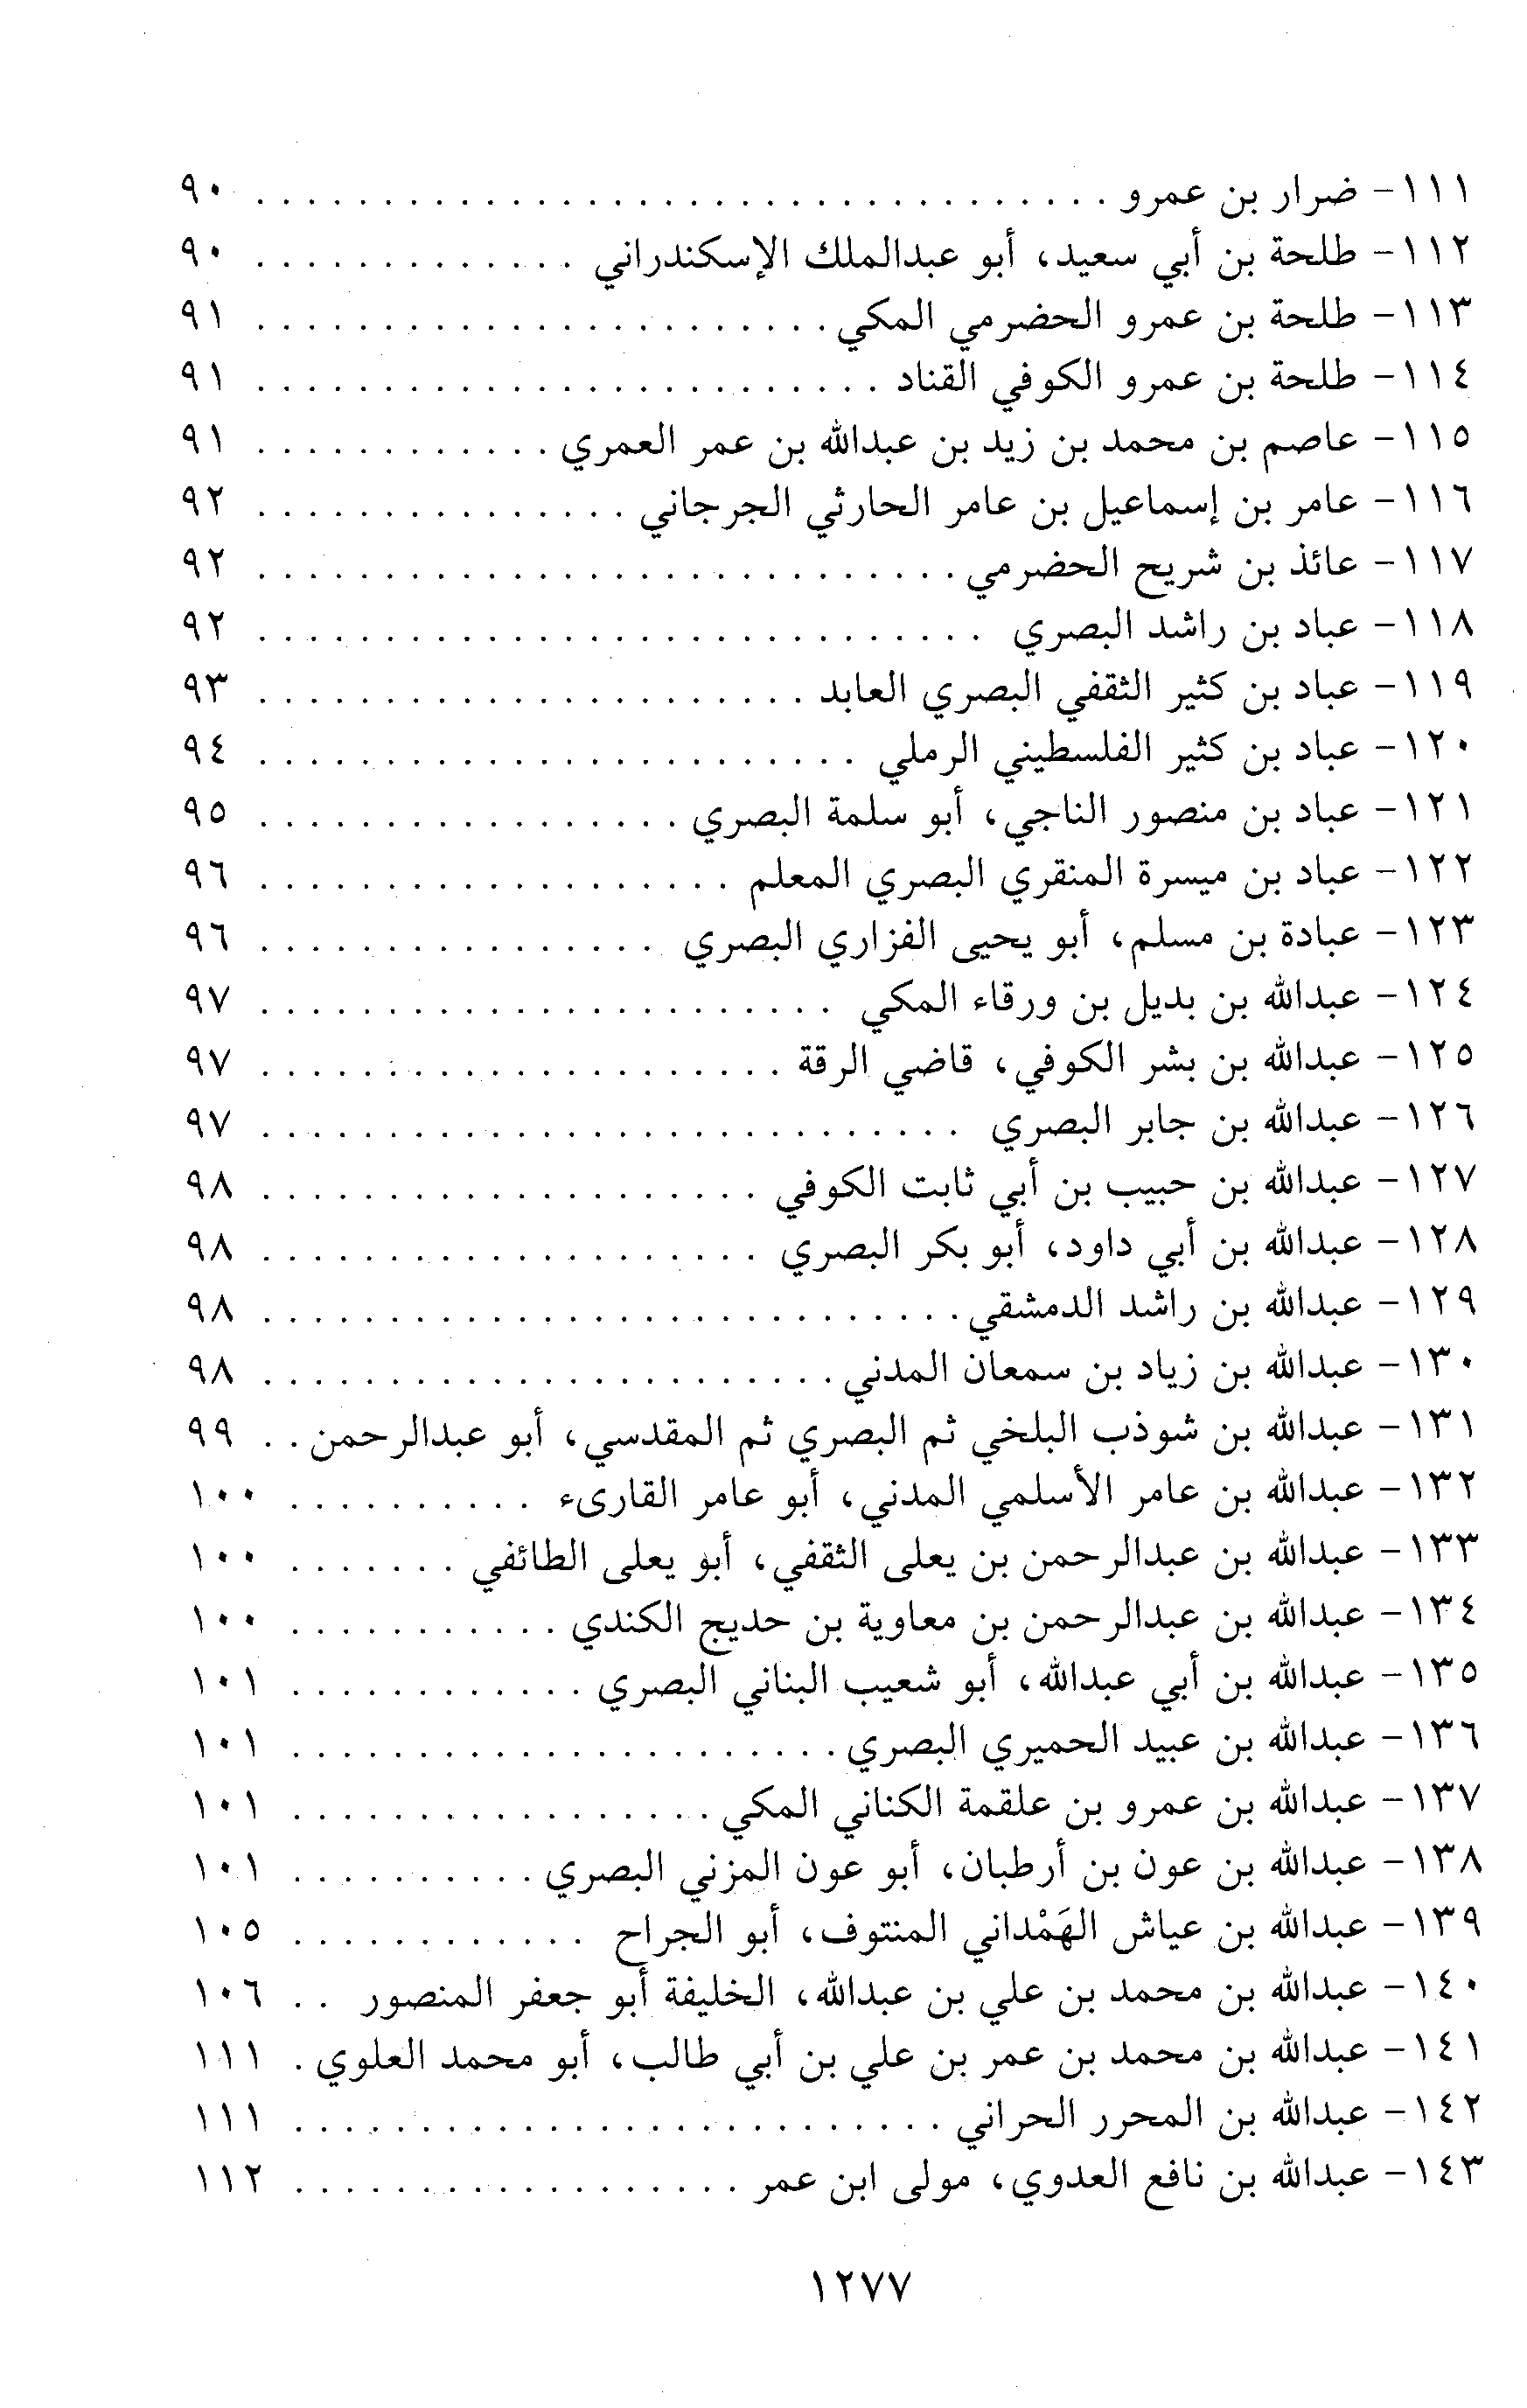 ١١١- ضرار بن عمرو . . . . . . . . . . . . . . . . . . . . . . . . . . . . . . . . . . ٩٠
١١٢- طلحة بن أبي سعيد، أبو عبدالملك الإسكندراني . . . . . . . . . . . . . ٩٠
١١٣- طلحة بن عمرو الحضرمي المكي . . . . . . . . . . . . . . . . . . . . . . . ٩١
١١٤- طلحة بن عمرو الكوفي القناد . . . . . . . . . . . . . . . . . . . . . . . . . ٩١
١١٥- عاصم بن محمد بن زيد بن عبدالله بن عمر العمري . . . . . . . . . . . . ٩١
١١٦- عامر بن إسماعيل بن عامر الحارثي الجرجاني . . . . . . . . . . . . . . . ٩٢
١١٧- عائذ بن شريح الحضرمي . . . . . . . . . . . . . . . . . . . . . . . . . . . . ٩٢
١١٨- عباد بن راشد البصري . . . . . . . . . . . . . . . . . . . . . . . . . . . . . ٩٢
١١٩- عباد بن كثير الثقفي البصري العابد . . . . . . . . . . . . . . . . . . . . . . ٩٣
١٢٠- عباد بن كثير الفلسطيني الرملي . . . . . . . . . . . . . . . . . . . . . . . . ٩٤
١٢١- عباد بن منصور الناجي، أبو سلمة البصري . . . . . . . . . . . . . . . . . ٩٥
١٢٢- عباد بن ميسرة المنقري البصري المعلم . . . . . . . . . . . . . . . . . . . ٩٦
١٢٣- عبادة بن مسلم، أبو يحيى الفزاري البصري . . . . . . . . . . . . . . . . ٩٦
١٢٤- عبدالله بن بديل بن ورقاء المكي . . . . . . . . . . . . . . . . . . . . . . . ٩٧
١٢٥- عبدالله بن بشر الكوفي، قاضي الرقة . . . . . . . . . . . . . . . . . . . . . ٩٧
١٢٦- عبدالله بن جابر البصري . . . . . . . . . . . . . . . . . . . . . . . . . . . . ٩٧
١٢٧- عبدالله بن حبيب بن أبي ثابت الكوفي . . . . . . . . . . . . . . . . . . . . ٩٨
١٢٨- عبدالله بن أبي داود، أبو بكر البصري . . . . . . . . . . . . . . . . . . . . ٩٨
١٢٩- عبدالله بن راشد الدمشقي . . . . . . . . . . . . . . . . . . . . . . . . . . . . ٩٨
١٣٠- عبدالله بن زياد بن سمعان المدني . . . . . . . . . . . . . . . . . . . . . . . ٩٨
١٣١- عبدالله بن شوذب البلخي ثم البصري ثم المقدسي، أبو عبدالرحمن . . ٩٩
١٣٢- عبدالله بن عامر الأسلمي المدني، أبو عامر القارىء . . . . . . . . . . ١٠٠
١٣٣- عبدالله بن عبدالرحمن بن يعلى الثقفي، أبو يعلى الطائفي . . . . . . . ١٠٠
١٣٤- عبدالله بن عبدالرحمن بن معاوية بن حديج الكندي . . . . . . . . . . . ١٠٠
١٣٥- عبدالله بن أبي عبدالله، أبو شعيب البناني البصري . . . . . . . . . . . . ١٠١
١٣٦- عبدالله بن عبيد الحميري البصري . . . . . . . . . . . . . . . . . . . . . . ١٠١
١٣٧- عبدالله بن عمرو بن علقمة الكناني المكي . . . . . . . . . . . . . . . . . ١٠١
١٣٨- عبدالله بن عون بن أرطبان، أبو عون المزني البصري . . . . . . . . . . ١٠١
١٣٩- عبدالله بن عياش الهَمْداني المنتوف، أبو الجراح . . . . . . . . . . . . ١٠٥
١٤٠- عبدالله بن محمد بن علي بن عبدالله، الخليفة أبو جعفر المنصور . . ١٠٦
١٤١- عبدالله بن محمد بن عمر بن علي بن أبي طالب، أبو محمد العلوي . ١١١
١٤٢- عبدالله بن المحرر الحراني . . . . . . . . . . . . . . . . . . . . . . . . . . ١١١
١٤٣- عبدالله بن نافع العدوي، مولى ابن عمر . . . . . . . . . . . . . . . . . . ١١٢
١٢٧٧